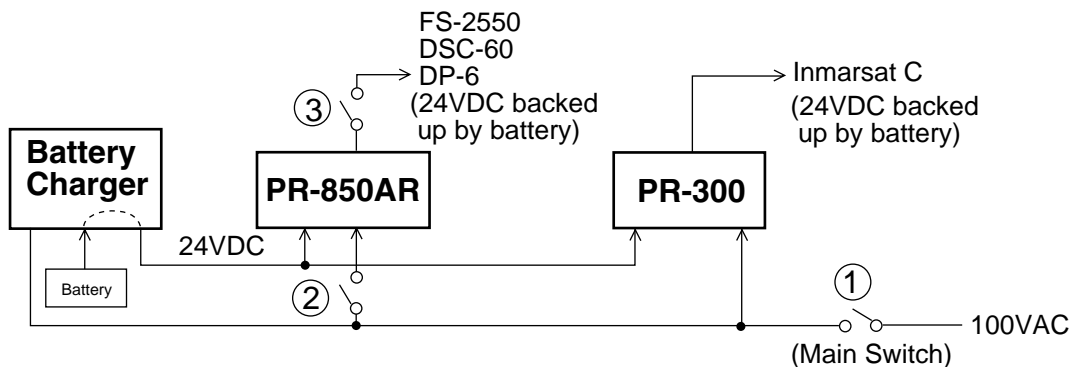 FS-2550
DSC-60
DP-6
(24VDC backed
up by battery)
Inmarsat C
(24VDC backed
up by battery)
③
Battery
Charger
PR-850AR
PR-300
24VDC
Battery
②
①
100VAC
(Main Switch)